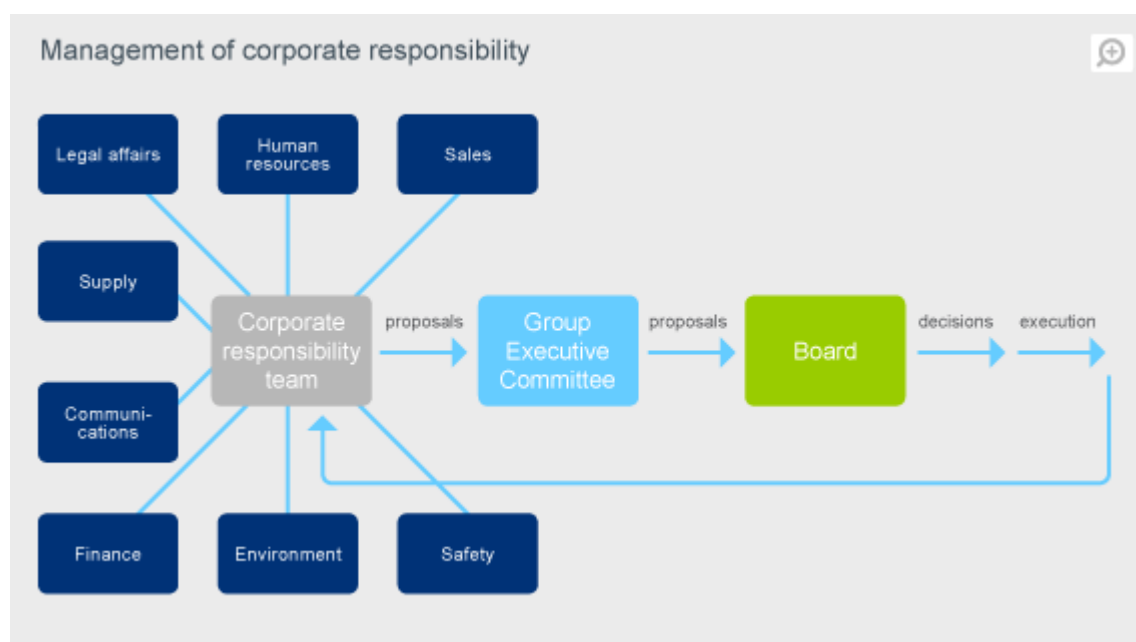 Management of corporate responsibility
Legal affairs
Human
resources
Sales
Supply
Corporate
responsibility
team
proposals
Group
Executive
Committee
proposals
Board
decisions
execution
Communi-
cations
Finance
Environment
Safety